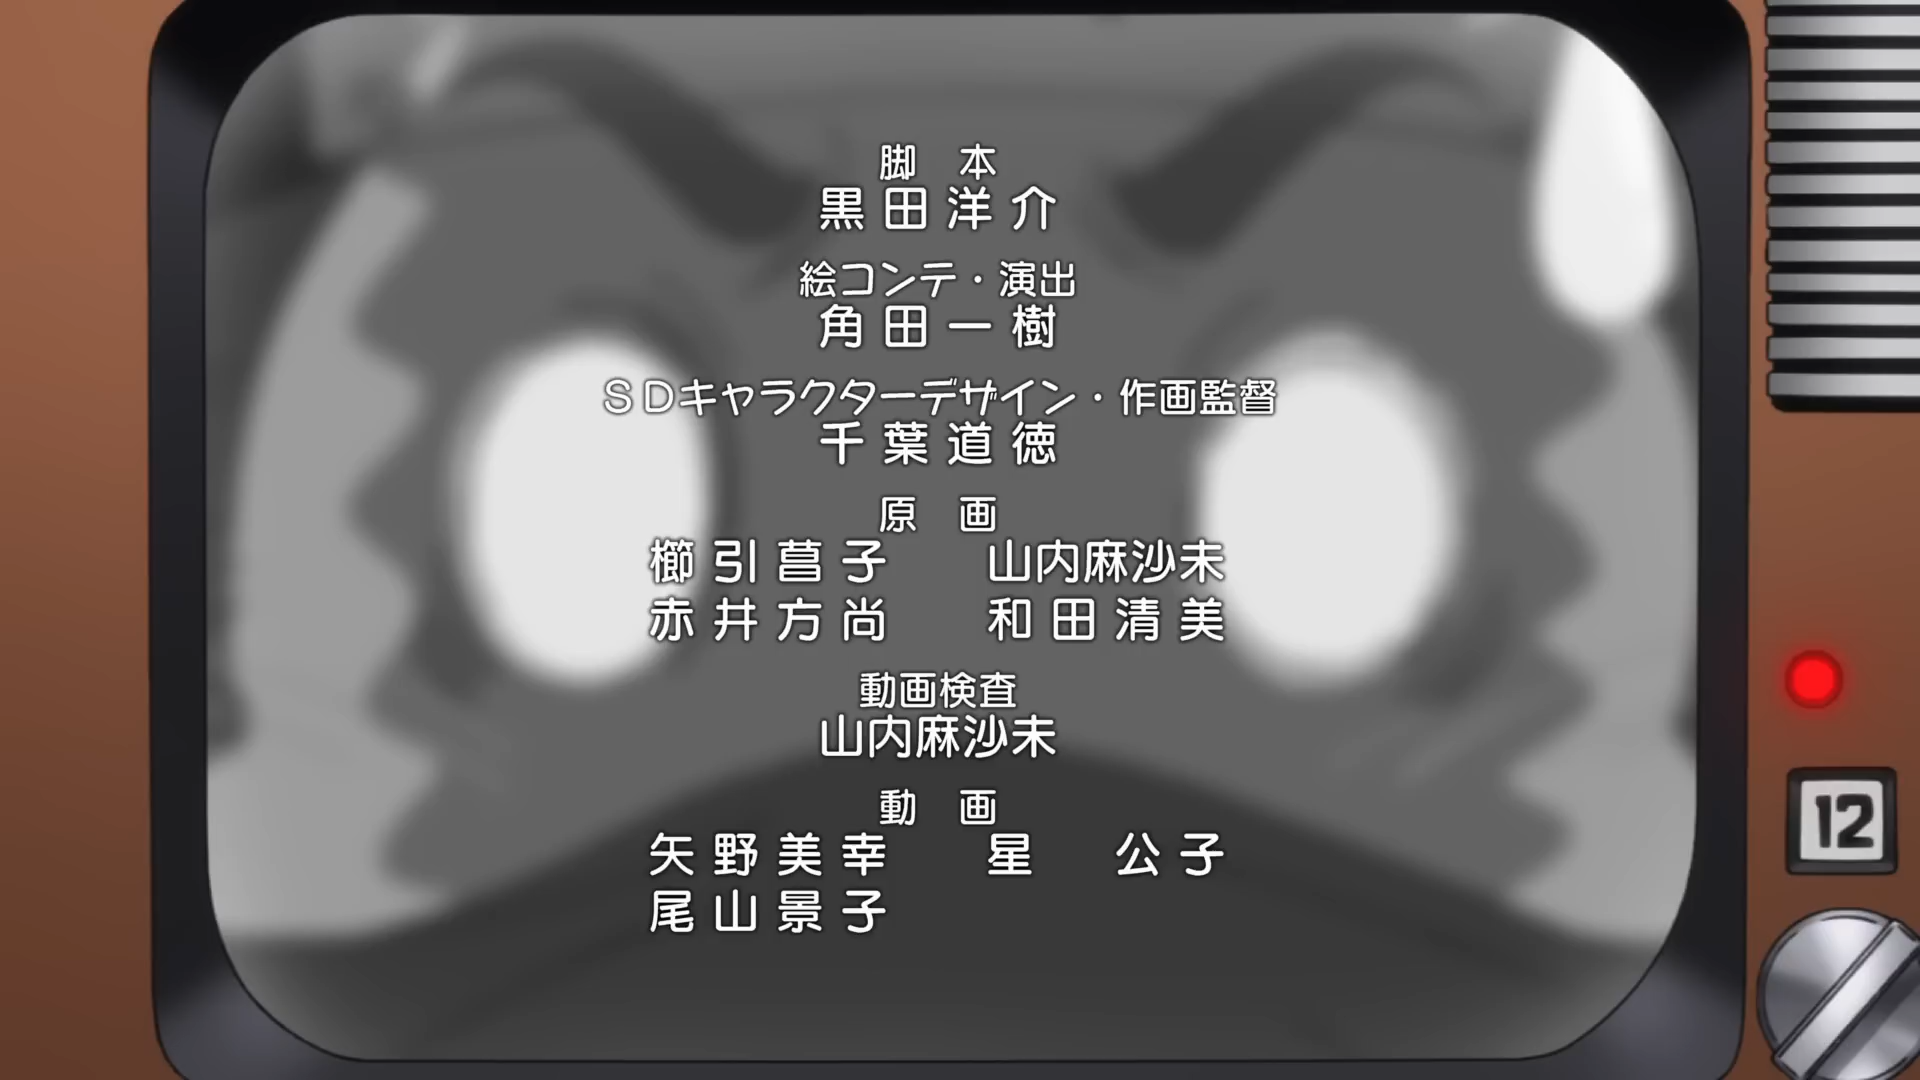 脚　本
黒田洋介
絵コンテ・演出
角田一樹
ＳＤキャラクターデザイン・作画監督
千葉道徳
原　画
櫛引菖子　山内麻沙未
赤井方尚　和田清美
動画検査
山内麻沙未
動　画
矢野美幸　星　公子
尾山景子
12